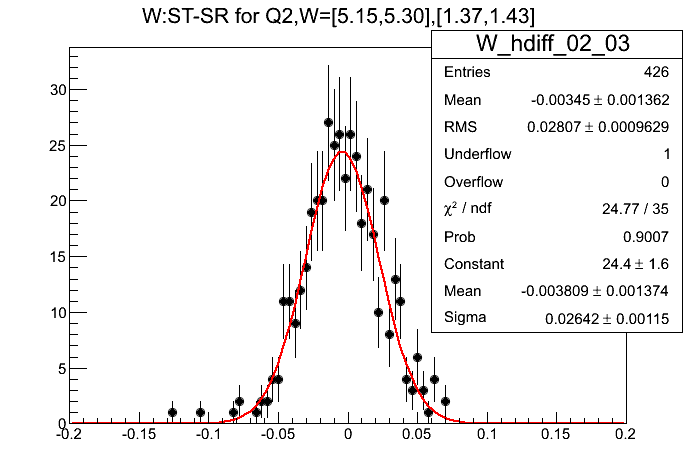 W:ST-SR for Q2,W=[5.15,5.30],[1.37,1.43]
W_hdiff_02_03
Entries 426
Mean -0.00345 ± 0.001362
RMS 0.02807 ± 0.0009629
Underflow 1
Overflow 0
χ² / ndf 24.77 / 35
Prob 0.9007
Constant 24.4 ± 1.6
Mean -0.003809 ± 0.001374
Sigma 0.02642 ± 0.00115
30
25
20
15
10
5
0
-0.2 -0.15 -0.1 -0.05 0 0.05 0.1 0.15 0.2